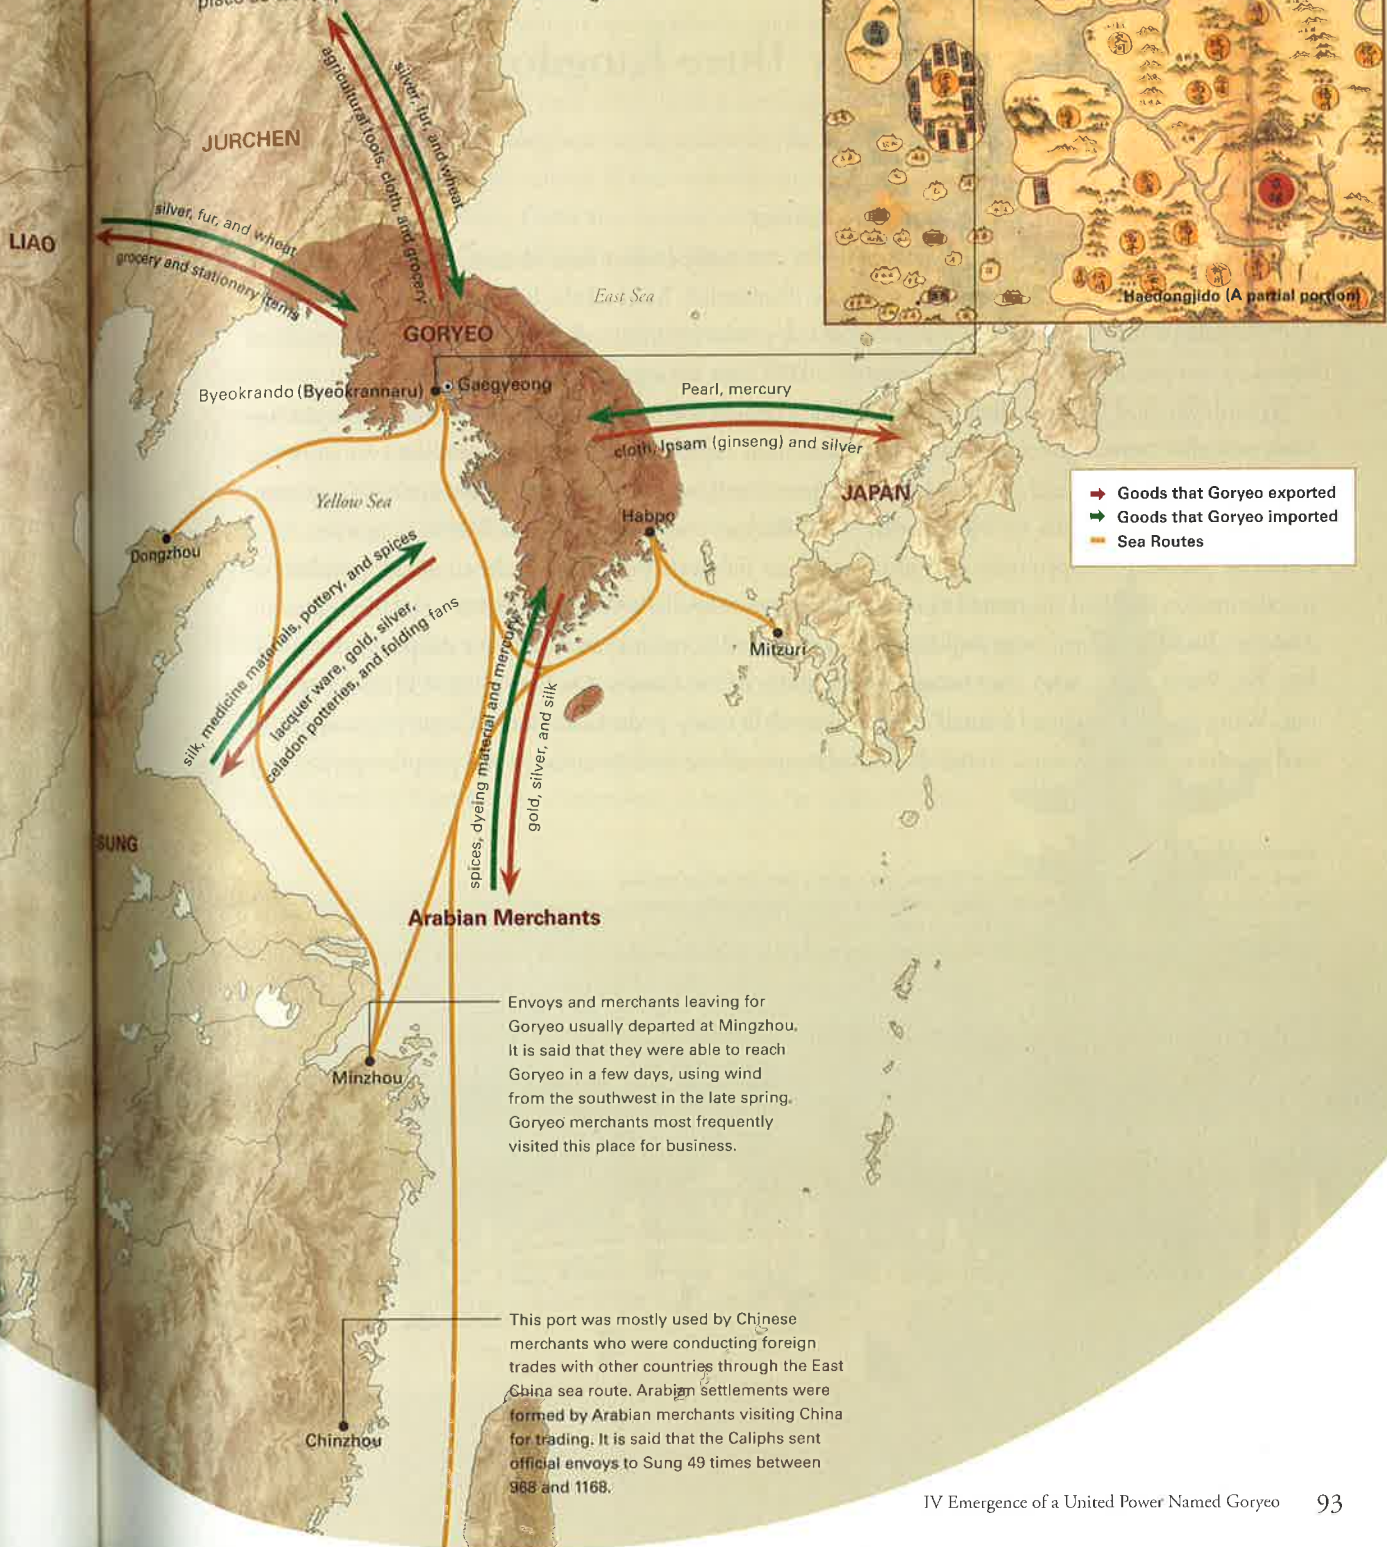 JURCHEN
agricultural tools, cloth, and grocery
silver, fur, and wheat
LIAO
silver, fur, and wheat
grocery and stationery items
East Sea
Haedongjido (A partial portion)
GORYEO
Byeokrando (Byeokrannaru)
Gaegyeong
Pearl, mercury
cloth, Insam (ginseng) and silver
JAPAN
Goods that Goryeo exported
Goods that Goryeo imported
Sea Routes
Yellow Sea
Habpo
Dongzhou
Mitzuri
silk, medicine materials, pottery, and spices
lacquer ware, gold, silver,
celadon potteries, and folding fans
spices, dyeing material and mercury
gold, silver, and silk
SUNG
Arabian Merchants
Envoys and merchants leaving for
Goryeo usually departed at Mingzhou.
It is said that they were able to reach
Goryeo in a few days, using wind
from the southwest in the late spring.
Goryeo merchants most frequently
visited this place for business.
Minzhou
This port was mostly used by Chinese
merchants who were conducting foreign
trades with other countries through the East
China sea route. Arabian settlements were
formed by Arabian merchants visiting China
for trading. It is said that the Caliphs sent
official envoys to Sung 49 times between
968 and 1168.
Chinzhou
IV Emergence of a United Power Named Goryeo 93